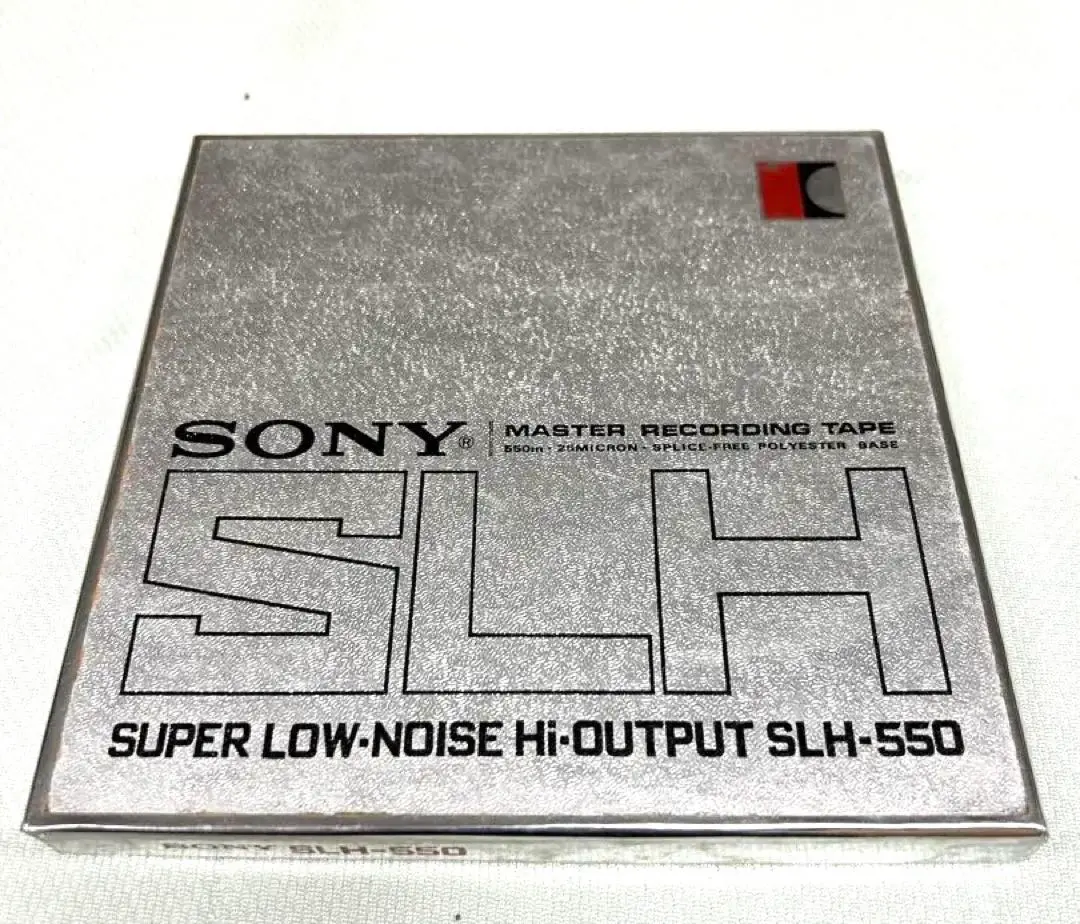 SONY® MASTER RECORDING TAPE
550m · 25MICRON · SPLICE-FREE POLYESTER BASE
SLH
SUPER LOW·NOISE Hi·OUTPUT SLH-550
SONY SLH-550